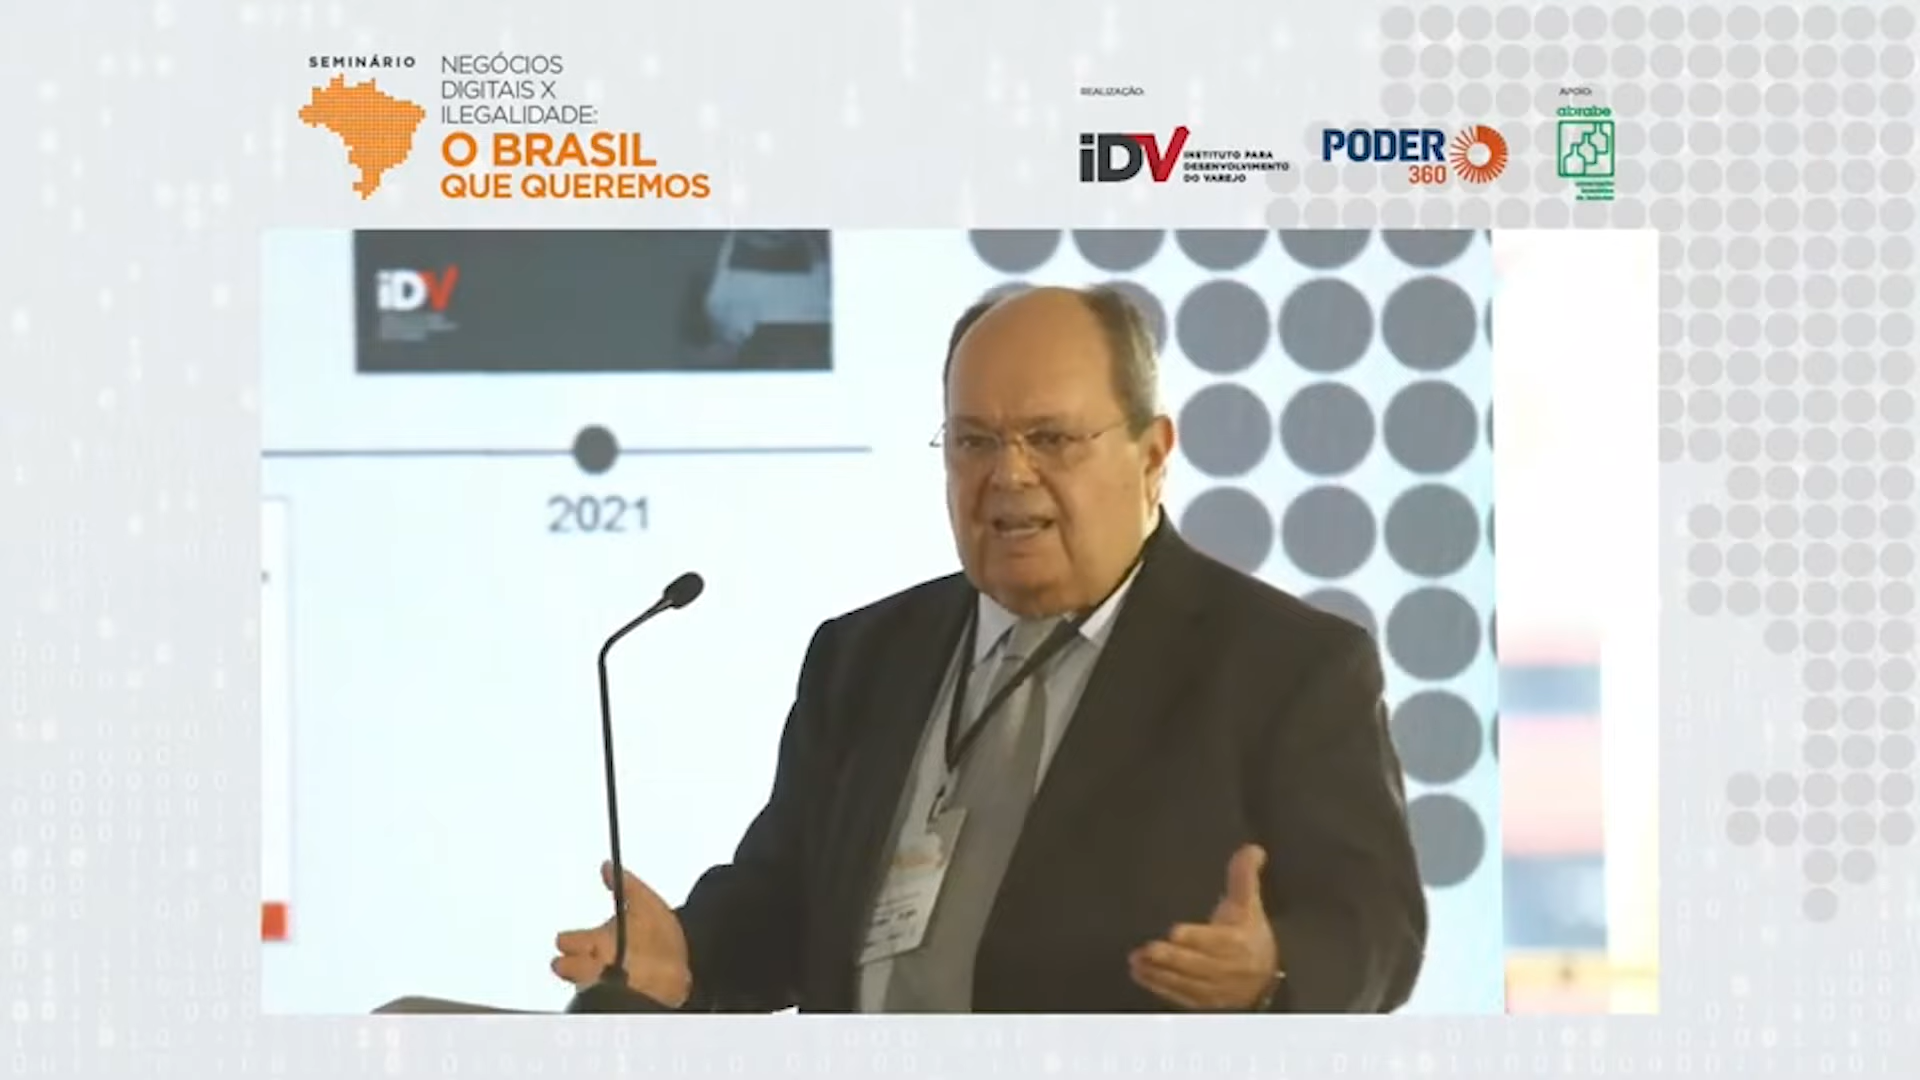 SEMINÁRIO
NEGÓCIOS
DIGITAIS X
ILEGALIDADE:
O BRASIL
QUE QUEREMOS
REALIZAÇÃO:
iDV
INSTITUTO PARA
DESENVOLVIMENTO
DO VAREJO
PODER
360
APOIO:
abrabe
iDV
2021